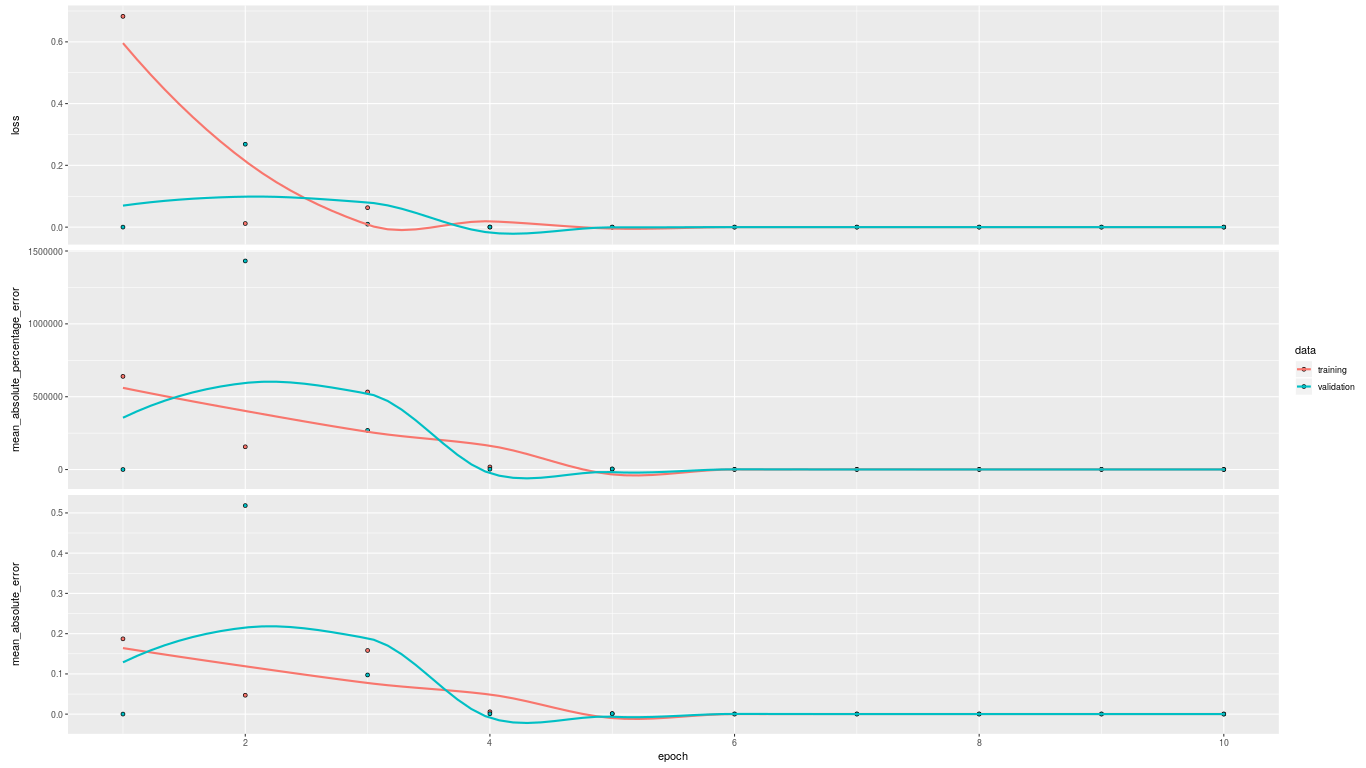 loss
0.6
0.4
0.2
0.0
mean_absolute_percentage_error
1500000
1000000
500000
0
mean_absolute_error
0.5
0.4
0.3
0.2
0.1
0.0
2 4 6 8 10
epoch
data
training
validation